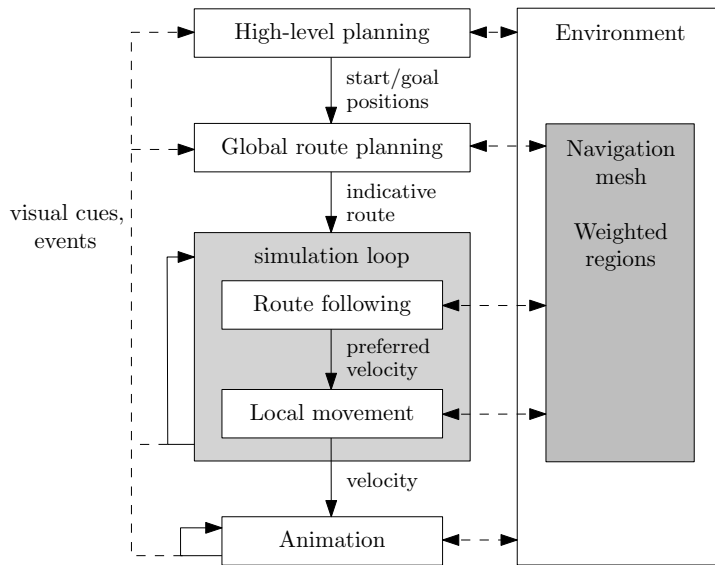 High-level planning
Environment
start/goal
positions
Global route planning
Navigation
mesh
indicative
route
Weighted
regions
visual cues,
events
simulation loop
Route following
preferred
velocity
Local movement
velocity
Animation